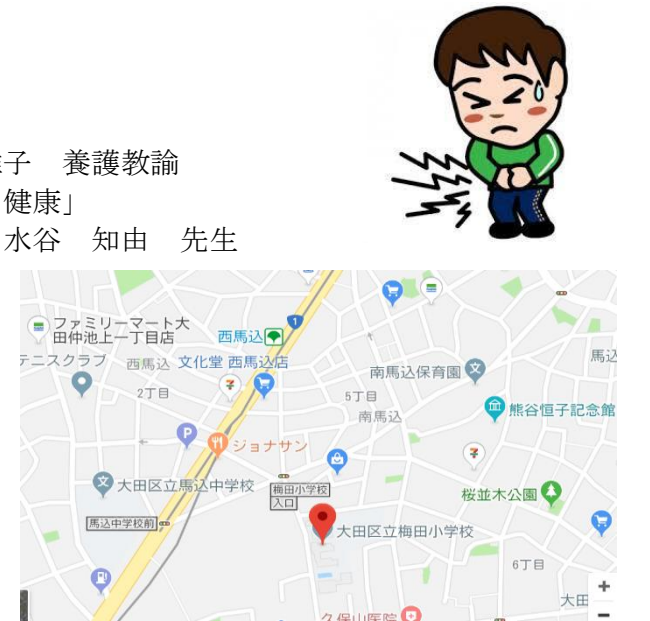 子　養護教諭
健康」
水谷　知由　先生
ファミリーマート大
田仲池上一丁目店
西馬込
1
テニスクラブ
西馬込
文化堂 西馬込店
南馬込保育園
文
馬込
2丁目
7
5丁目
南馬込
熊谷恒子記念館
P
ジョナサン
7
文
大田区立馬込中学校
梅田小学校
入口
桜並木公園
馬込中学校前
大田区立梅田小学校
6丁目
+
大田
−
久保山医院